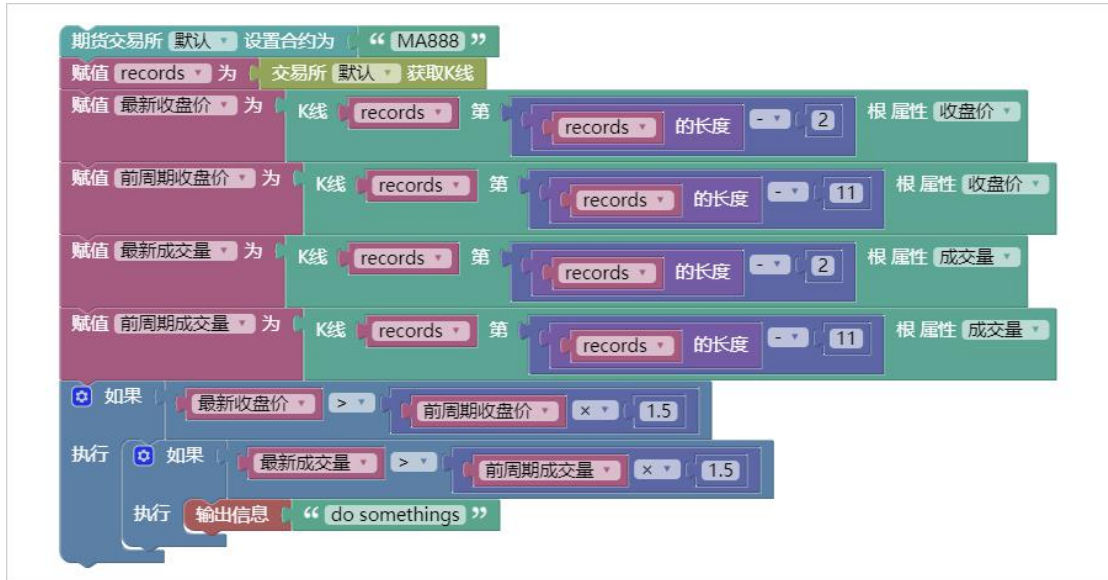 期货交易所 默认 设置合约为 “ MA888 ”
赋值 records 为 交易所 默认 获取K线
赋值 最新收盘价 为 K线 records 第 records 的长度 - 2 根 属性 收盘价
赋值 前周期收盘价 为 K线 records 第 records 的长度 - 11 根 属性 收盘价
赋值 最新成交量 为 K线 records 第 records 的长度 - 2 根 属性 成交量
赋值 前周期成交量 为 K线 records 第 records 的长度 - 11 根 属性 成交量
如果 最新收盘价 > 前周期收盘价 × 1.5
执行 如果 最新成交量 > 前周期成交量 × 1.5
执行 输出信息 “ do somethings ”